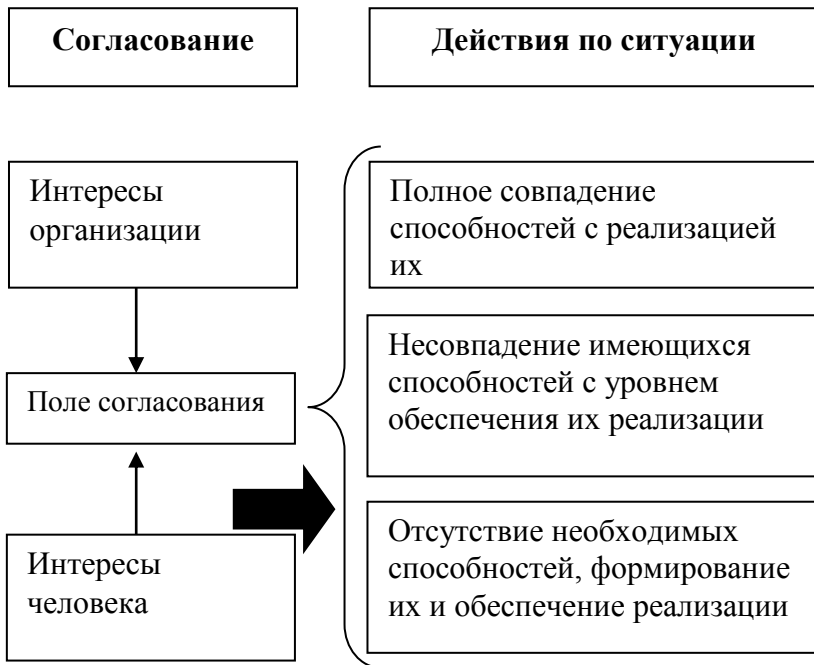 Согласование
Действия по ситуации
Интересы
организации
Поле согласования
Интересы
человека
Полное совпадение
способностей с реализацией
их
Несовпадение имеющихся
способностей с уровнем
обеспечения их реализации
Отсутствие необходимых
способностей, формирование
их и обеспечение реализации